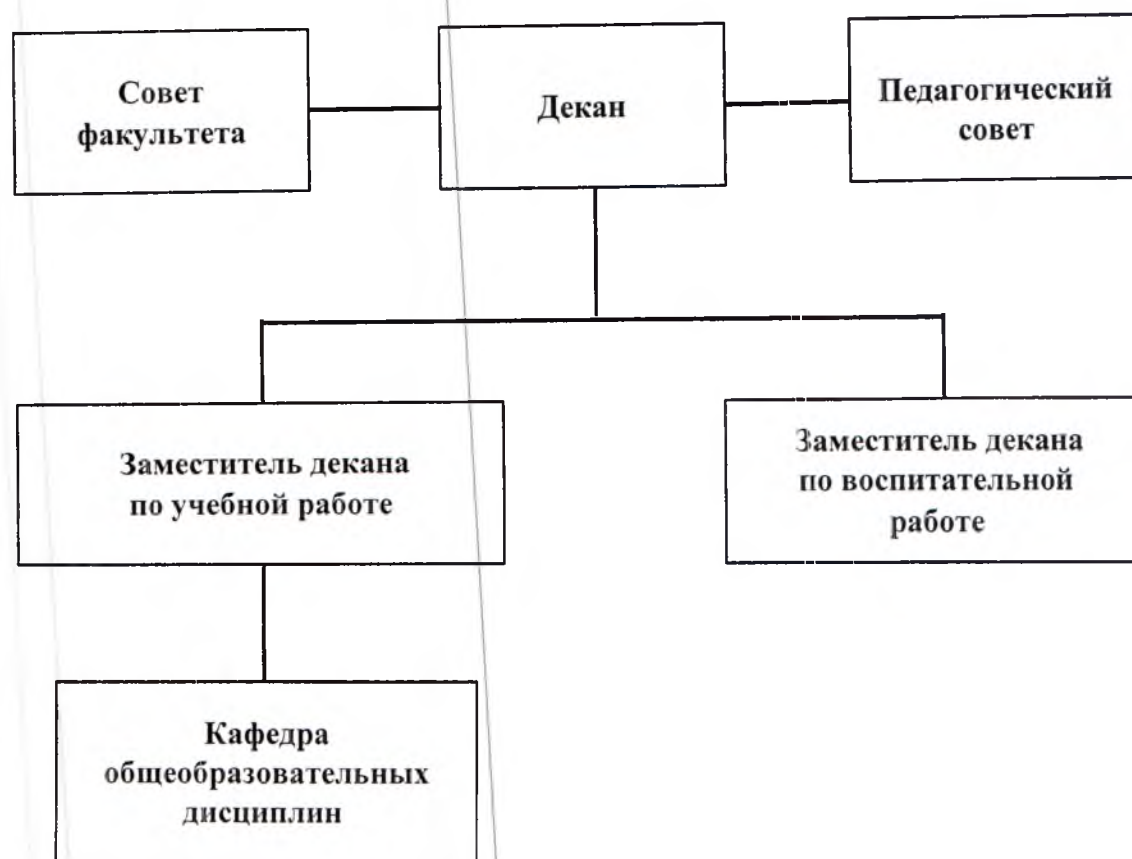 Совет
факультета
Декан
Педагогический
совет
Заместитель декана
по учебной работе
Заместитель декана
по воспитательной
работе
Кафедра
общеобразовательных
дисциплин